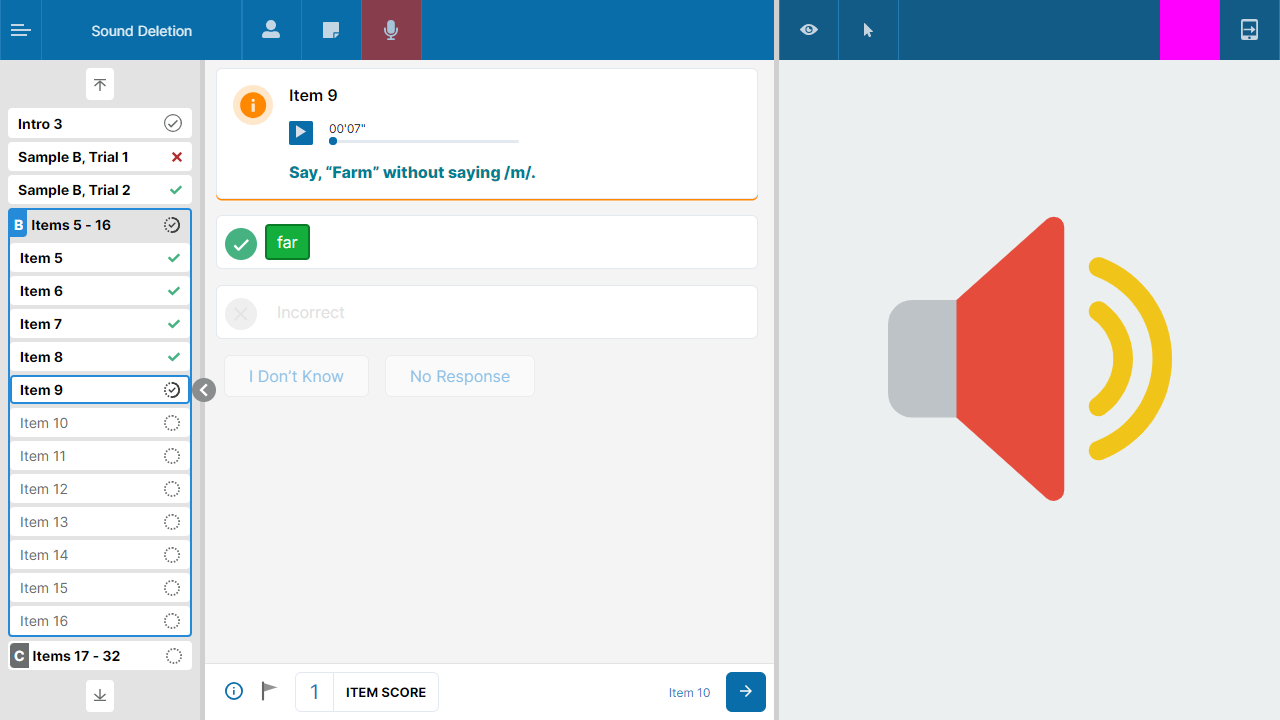 Sound Deletion
Intro 3
Sample B, Trial 1
Sample B, Trial 2
B Items 5 - 16
Item 5
Item 6
Item 7
Item 8
Item 9
Item 10
Item 11
Item 12
Item 13
Item 14
Item 15
Item 16
C Items 17 - 32
Item 9
00'07"
Say, “Farm” without saying /m/.
far
Incorrect
I Don’t Know
No Response
1 ITEM SCORE
Item 10